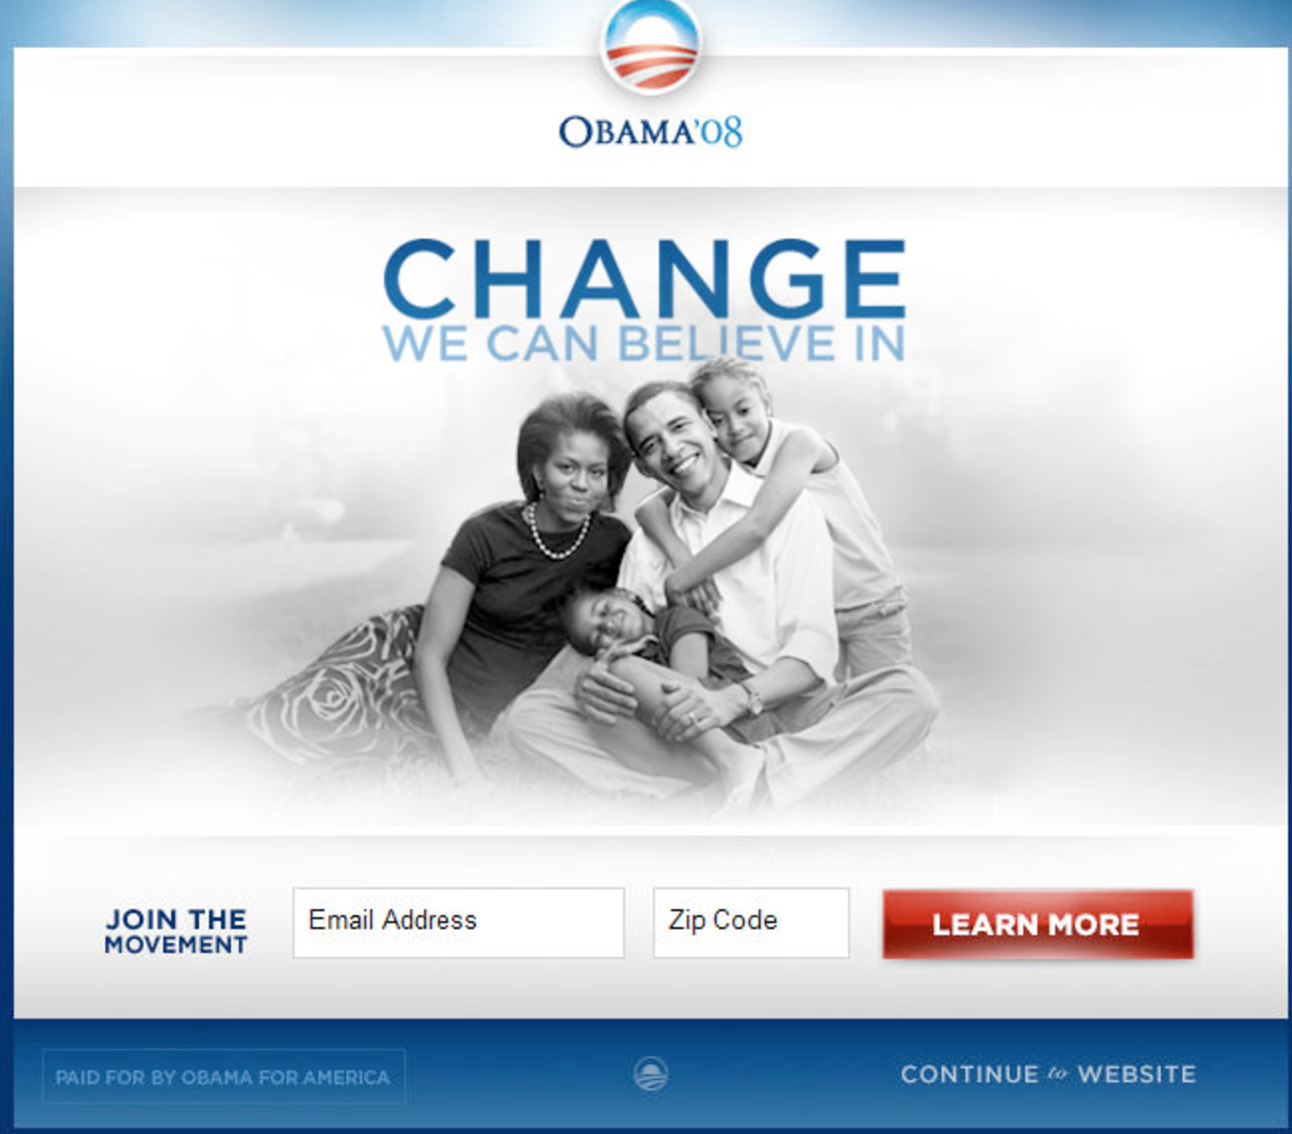 OBAMA'08
CHANGE
WE CAN BELIEVE IN
JOIN THE
MOVEMENT
Email Address
Zip Code
LEARN MORE
PAID FOR BY OBAMA FOR AMERICA
CONTINUE to WEBSITE